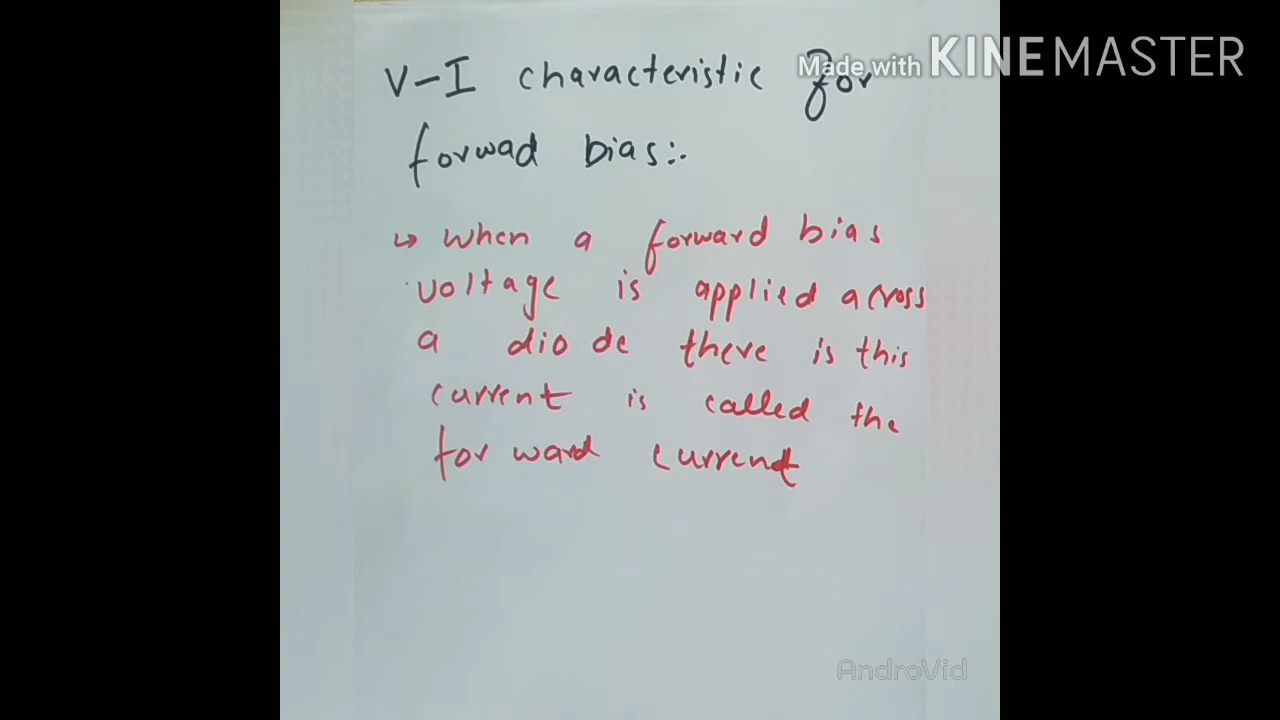 Made with KINEMASTER
V-I characteristic for
forwad bias:-
↳ when a forward bias
voltage is applied across
a diode there is this
current is called the
forward current
AndroVid